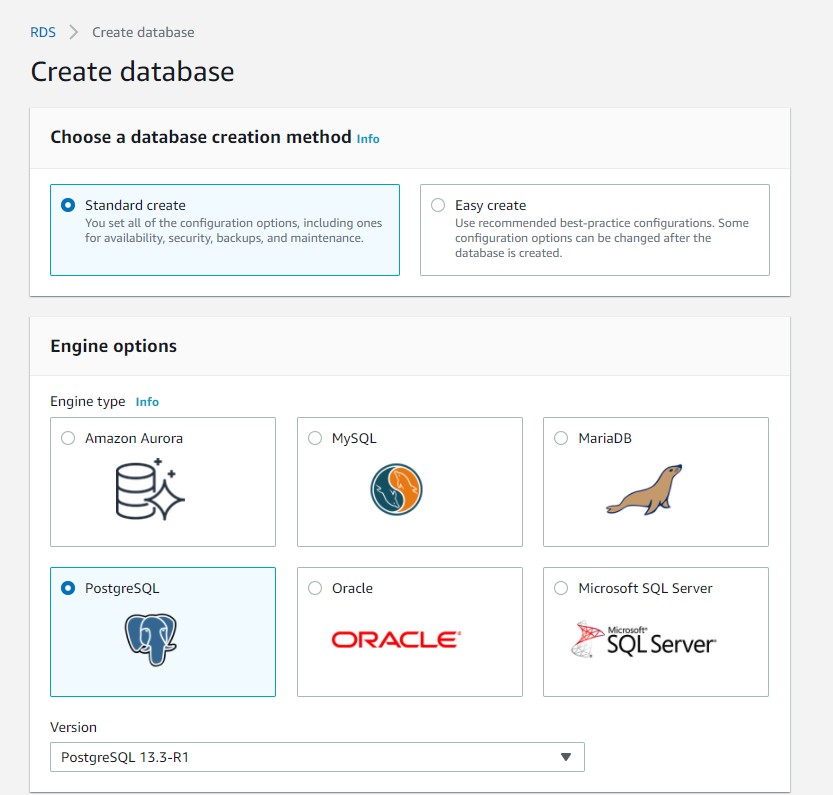 RDS > Create database
Create database
Choose a database creation method Info
Standard create
You set all of the configuration options, including ones
for availability, security, backups, and maintenance.
Easy create
Use recommended best-practice configurations. Some
configuration options can be changed after the
database is created.
Engine options
Engine type Info
Amazon Aurora
MySQL
MariaDB
PostgreSQL
Oracle
ORACLE®
Microsoft SQL Server
Microsoft®
SQL Server
Version
PostgreSQL 13.3-R1